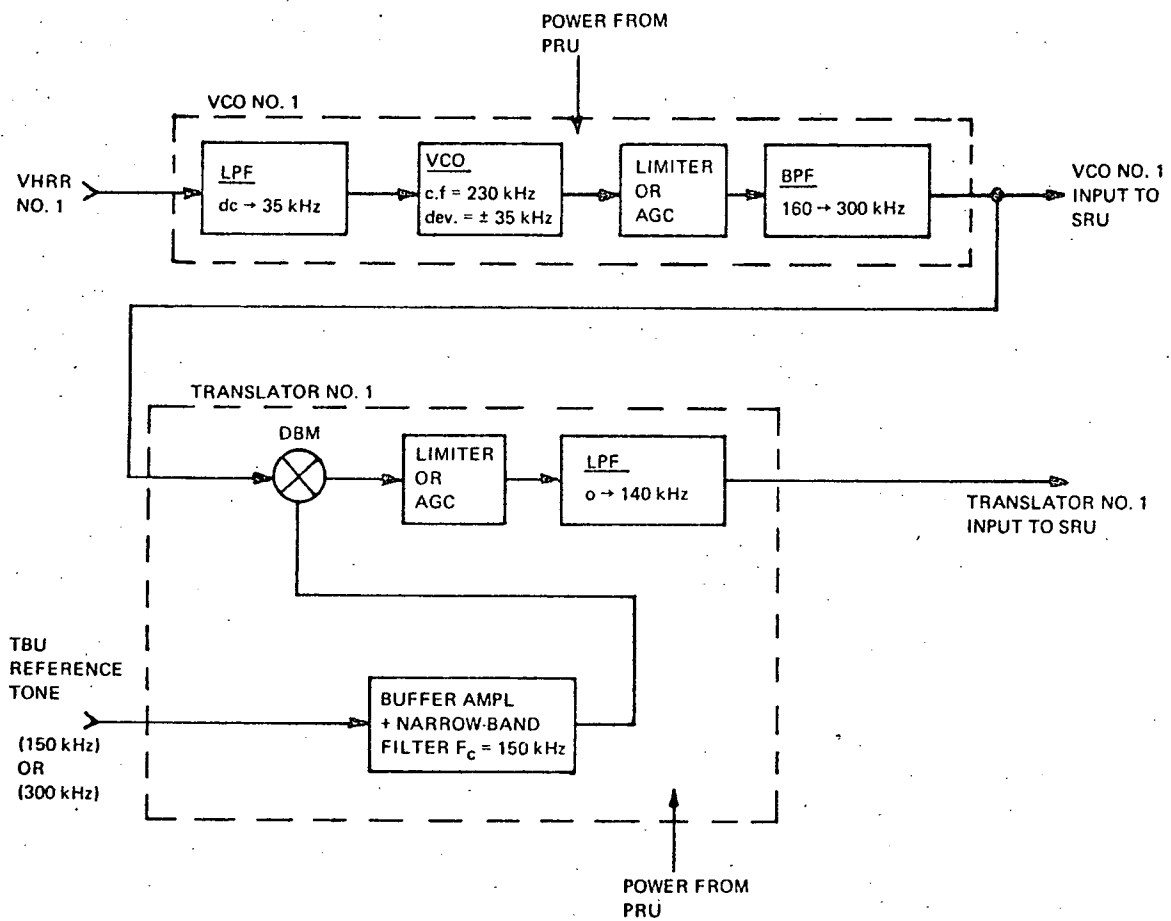 POWER FROM
PRU
VCO NO. 1
VHRR
NO. 1
LPF
dc → 35 kHz
VCO
c.f = 230 kHz
dev. = ± 35 kHz
LIMITER
OR
AGC
BPF
160 → 300 kHz
VCO NO. 1
INPUT TO
SRU
TRANSLATOR NO. 1
DBM
LIMITER
OR
AGC
LPF
o → 140 kHz
TRANSLATOR NO. 1
INPUT TO SRU
TBU
REFERENCE
TONE
(150 kHz)
OR
(300 kHz)
BUFFER AMPL
+ NARROW-BAND
FILTER Fc = 150 kHz
POWER FROM
PRU